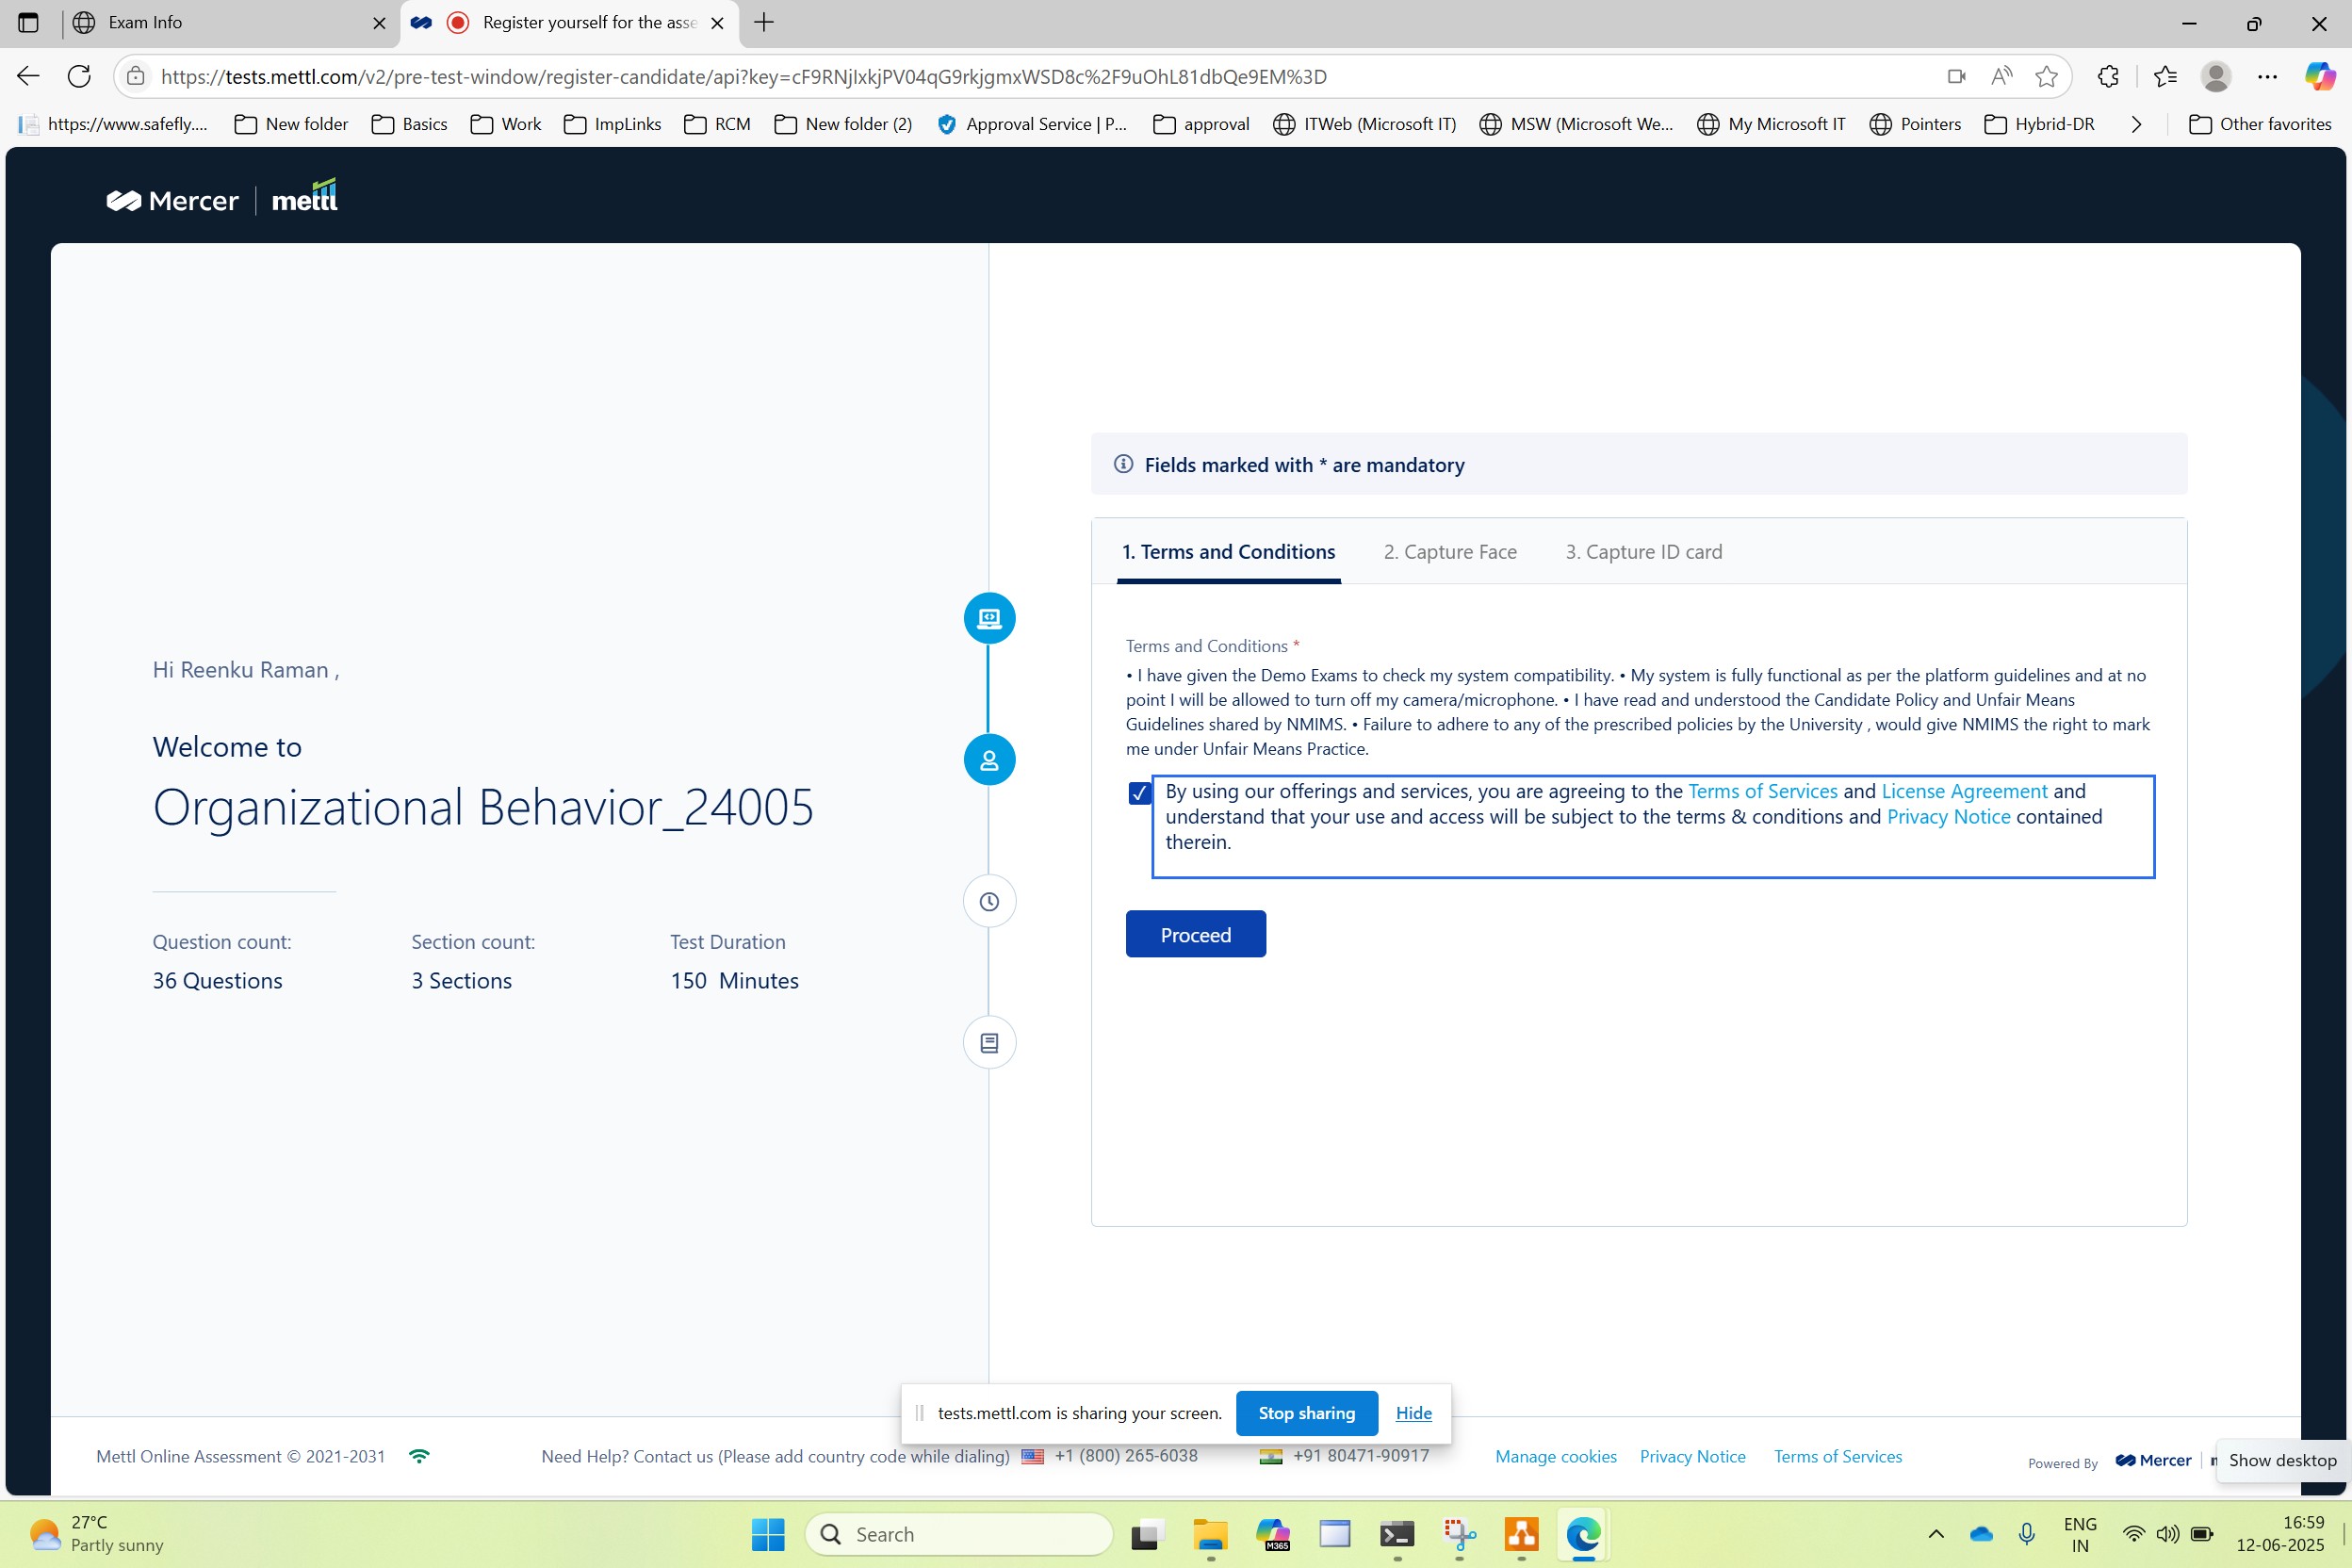 Exam Info
Register yourself for the asse
https://tests.mettl.com/v2/pre-test-window/register-candidate/api?key=cF9RNjIxkjPV04qG9rkjgmxWSD8c%2F9uOhL81dbQe9EM%3D
https://www.safefly.... New folder Basics Work ImpLinks RCM New folder (2) Approval Service | P... approval ITWeb (Microsoft IT) MSW (Microsoft We... My Microsoft IT Pointers Hybrid-DR Other favorites
Mercer mettl
Hi Reenku Raman ,
Welcome to
Organizational Behavior_24005
Question count: Section count: Test Duration
36 Questions 3 Sections 150 Minutes
Fields marked with * are mandatory
1. Terms and Conditions 2. Capture Face 3. Capture ID card
Terms and Conditions *
• I have given the Demo Exams to check my system compatibility. • My system is fully functional as per the platform guidelines and at no
point I will be allowed to turn off my camera/microphone. • I have read and understood the Candidate Policy and Unfair Means
Guidelines shared by NMIMS. • Failure to adhere to any of the prescribed policies by the University , would give NMIMS the right to mark
me under Unfair Means Practice.
By using our offerings and services, you are agreeing to the Terms of Services and License Agreement and
understand that your use and access will be subject to the terms & conditions and Privacy Notice contained
therein.
Proceed
tests.mettl.com is sharing your screen. Stop sharing Hide
Mettl Online Assessment © 2021-2031 Need Help? Contact us (Please add country code while dialing) +1 (800) 265-6038 +91 80471-90917 Manage cookies Privacy Notice Terms of Services Powered By Mercer
Show desktop
27°C
Partly sunny
Search
M365
ENG
IN
16:59
12-06-2025